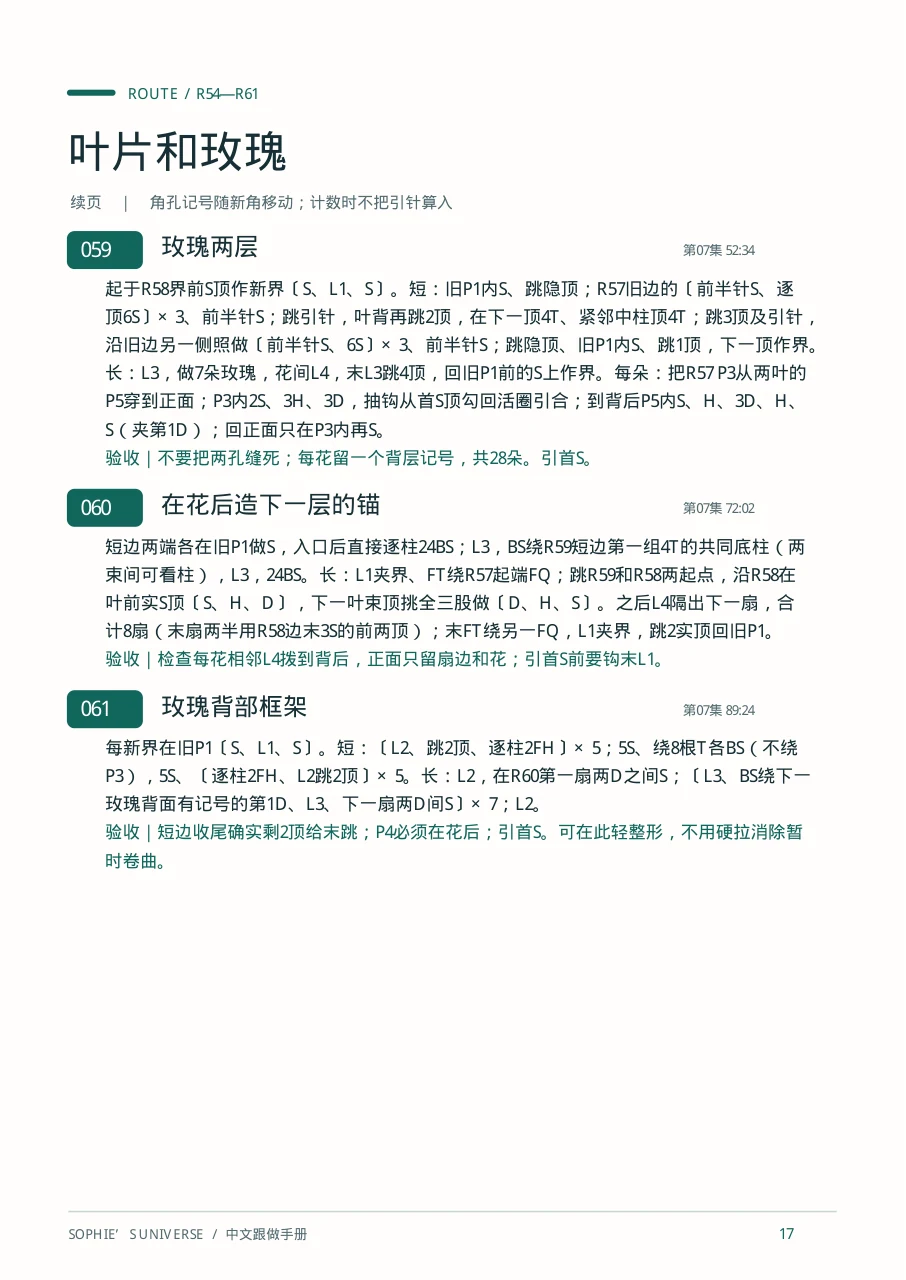 ROUTE / R54—R61
叶片和玫瑰
续页 | 角孔记号随新角移动；计数时不把引针算入
059 玫瑰两层 第07集 52:34
起于R58界前S顶作新界〔S、L1、S〕。短：旧P1内S、跳隐顶；R57旧边的〔前半针S、逐
顶6S〕× 3、前半针S；跳引针，叶背再跳2顶，在下一顶4T、紧邻中柱顶4T；跳3顶及引针，
沿旧边另一侧照做〔前半针S、6S〕× 3、前半针S；跳隐顶、旧P1内S、跳1顶，下一顶作界。
长：L3，做7朵玫瑰，花间L4，末L3跳4顶，回旧P1前的S上作界。每朵：把R57 P3从两叶的
P5穿到正面；P3内2S、3H、3D，抽钩从首S顶勾回活圈引合；到背后P5内S、H、3D、H、
S（夹第1D）；回正面只在P3内再S。
验收 | 不要把两孔缝死；每花留一个背层记号，共28朵。引首S。
060 在花后造下一层的锚 第07集 72:02
短边两端各在旧P1做S，入口后直接逐柱24BS；L3，BS绕R59短边第一组4T的共同底柱（两
束间可看柱），L3，24BS。长：L1夹界、FT绕R57起端FQ；跳R59和R58两起点，沿R58在
叶前实S顶〔S、H、D〕，下一叶束顶挑全三股做〔D、H、S〕。之后L4隔出下一扇，合
计8扇（末扇两半用R58边末3S的前两顶）；末FT绕另一FQ，L1夹界，跳2实顶回旧P1。
验收 | 检查每花相邻L4拨到背后，正面只留扇边和花；引首S前要钩末L1。
061 玫瑰背部框架 第07集 89:24
每新界在旧P1〔S、L1、S〕。短：〔L2、跳2顶、逐柱2FH〕× 5；5S、绕8根T各BS（不绕
P3），5S、〔逐柱2FH、L2跳2顶〕× 5。长：L2，在R60第一扇两D之间S；〔L3、BS绕下一
玫瑰背面有记号的第1D、L3、下一扇两D间S〕× 7；L2。
验收 | 短边收尾确实剩2顶给末跳；P4必须在花后；引首S。可在此轻整形，不用硬拉消除暂
时卷曲。
SOPHIE’ S UNIVERSE / 中文跟做手册 17